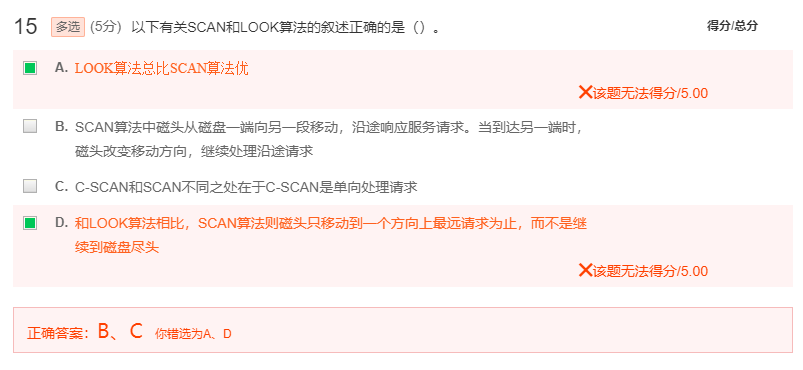 15 多选 (5分) 以下有关SCAN和LOOK算法的叙述正确的是（）。 得分/总分
A. LOOK算法总比SCAN算法优
该题无法得分/5.00
B. SCAN算法中磁头从磁盘一端向另一段移动，沿途响应服务请求。当到达另一端时，
磁头改变移动方向，继续处理沿途请求
C. C-SCAN和SCAN不同之处在于C-SCAN是单向处理请求
D. 和LOOK算法相比，SCAN算法则磁头只移动到一个方向上最远请求为止，而不是继
续到磁盘尽头
该题无法得分/5.00
正确答案：B、C 你错选为A、D